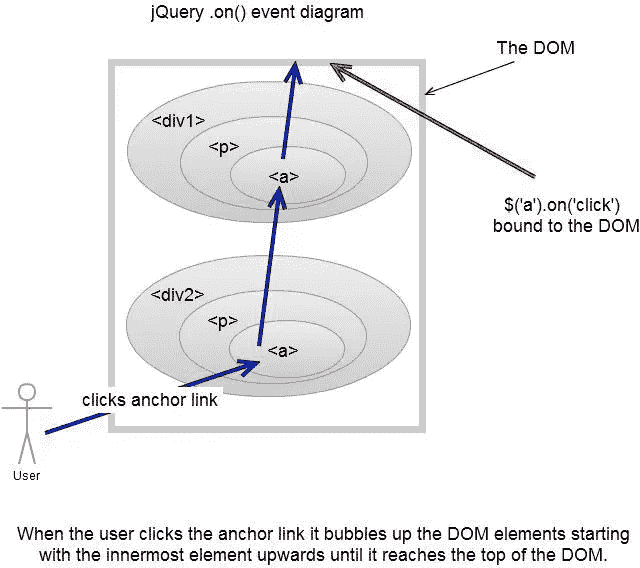 jQuery .on() event diagram
The DOM
<div1>
<p>
<a>
$('a').on('click')
bound to the DOM
<div2>
<p>
<a>
clicks anchor link
User
When the user clicks the anchor link it bubbles up the DOM elements starting
with the innermost element upwards until it reaches the top of the DOM.